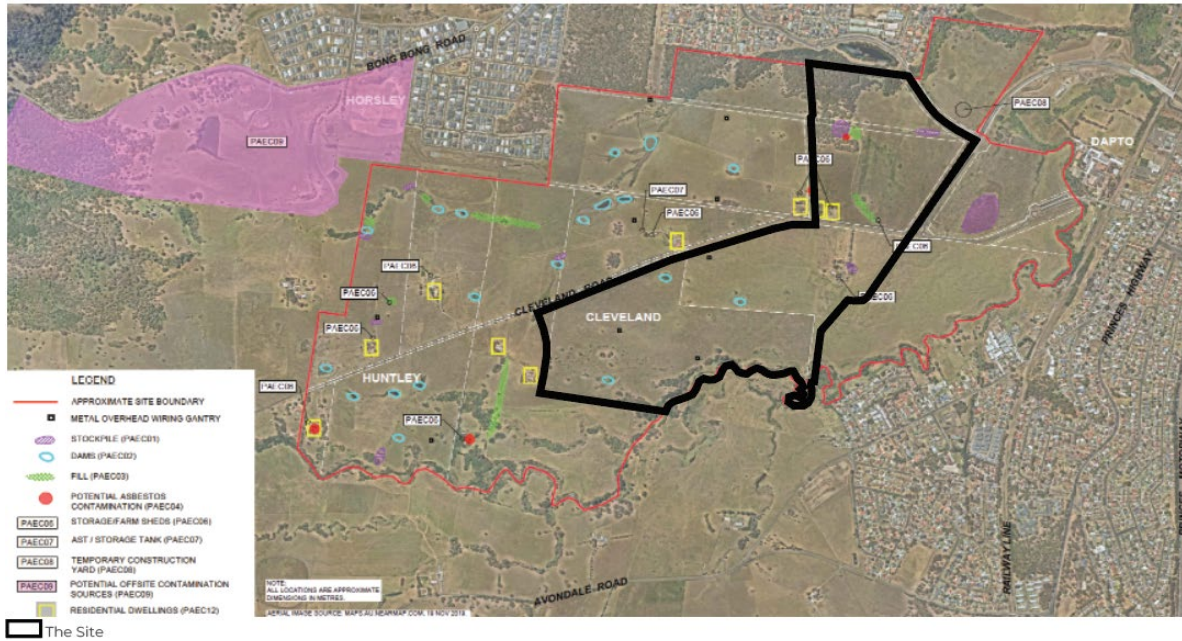 BONG BONG ROAD
HORSLEY
PAEC09
PAEC08
DAPTO
PAEC06
PAEC07
PAEC06
PAEC06
PAEC06
PAEC06
PAEC06
PAEC06
CLEVELAND ROAD
CLEVELAND
PRINCES HIGHWAY
HUNTLEY
PAEC06
PAEC06
RAILWAY LINE
AVONDALE ROAD
LEGEND
APPROXIMATE SITE BOUNDARY
METAL OVERHEAD WIRING GANTRY
STOCKPILE (PAEC01)
DAMS (PAEC02)
FILL (PAEC03)
POTENTIAL ASBESTOS
CONTAMINATION (PAEC04)
PAEC06 STORAGE/FARM SHEDS (PAEC06)
PAEC07 AST / STORAGE TANK (PAEC07)
PAEC08 TEMPORARY CONSTRUCTION
YARD (PAEC08)
PAEC09 POTENTIAL OFFSITE CONTAMINATION
SOURCES (PAEC09)
RESIDENTIAL DWELLINGS (PAEC12)
NOTE:
ALL LOCATIONS ARE APPROXIMATE
DIMENSIONS IN METRES.
AERIAL IMAGE SOURCE: MAPS.AU.NEARMAP.COM, 18 NOV 2018
The Site